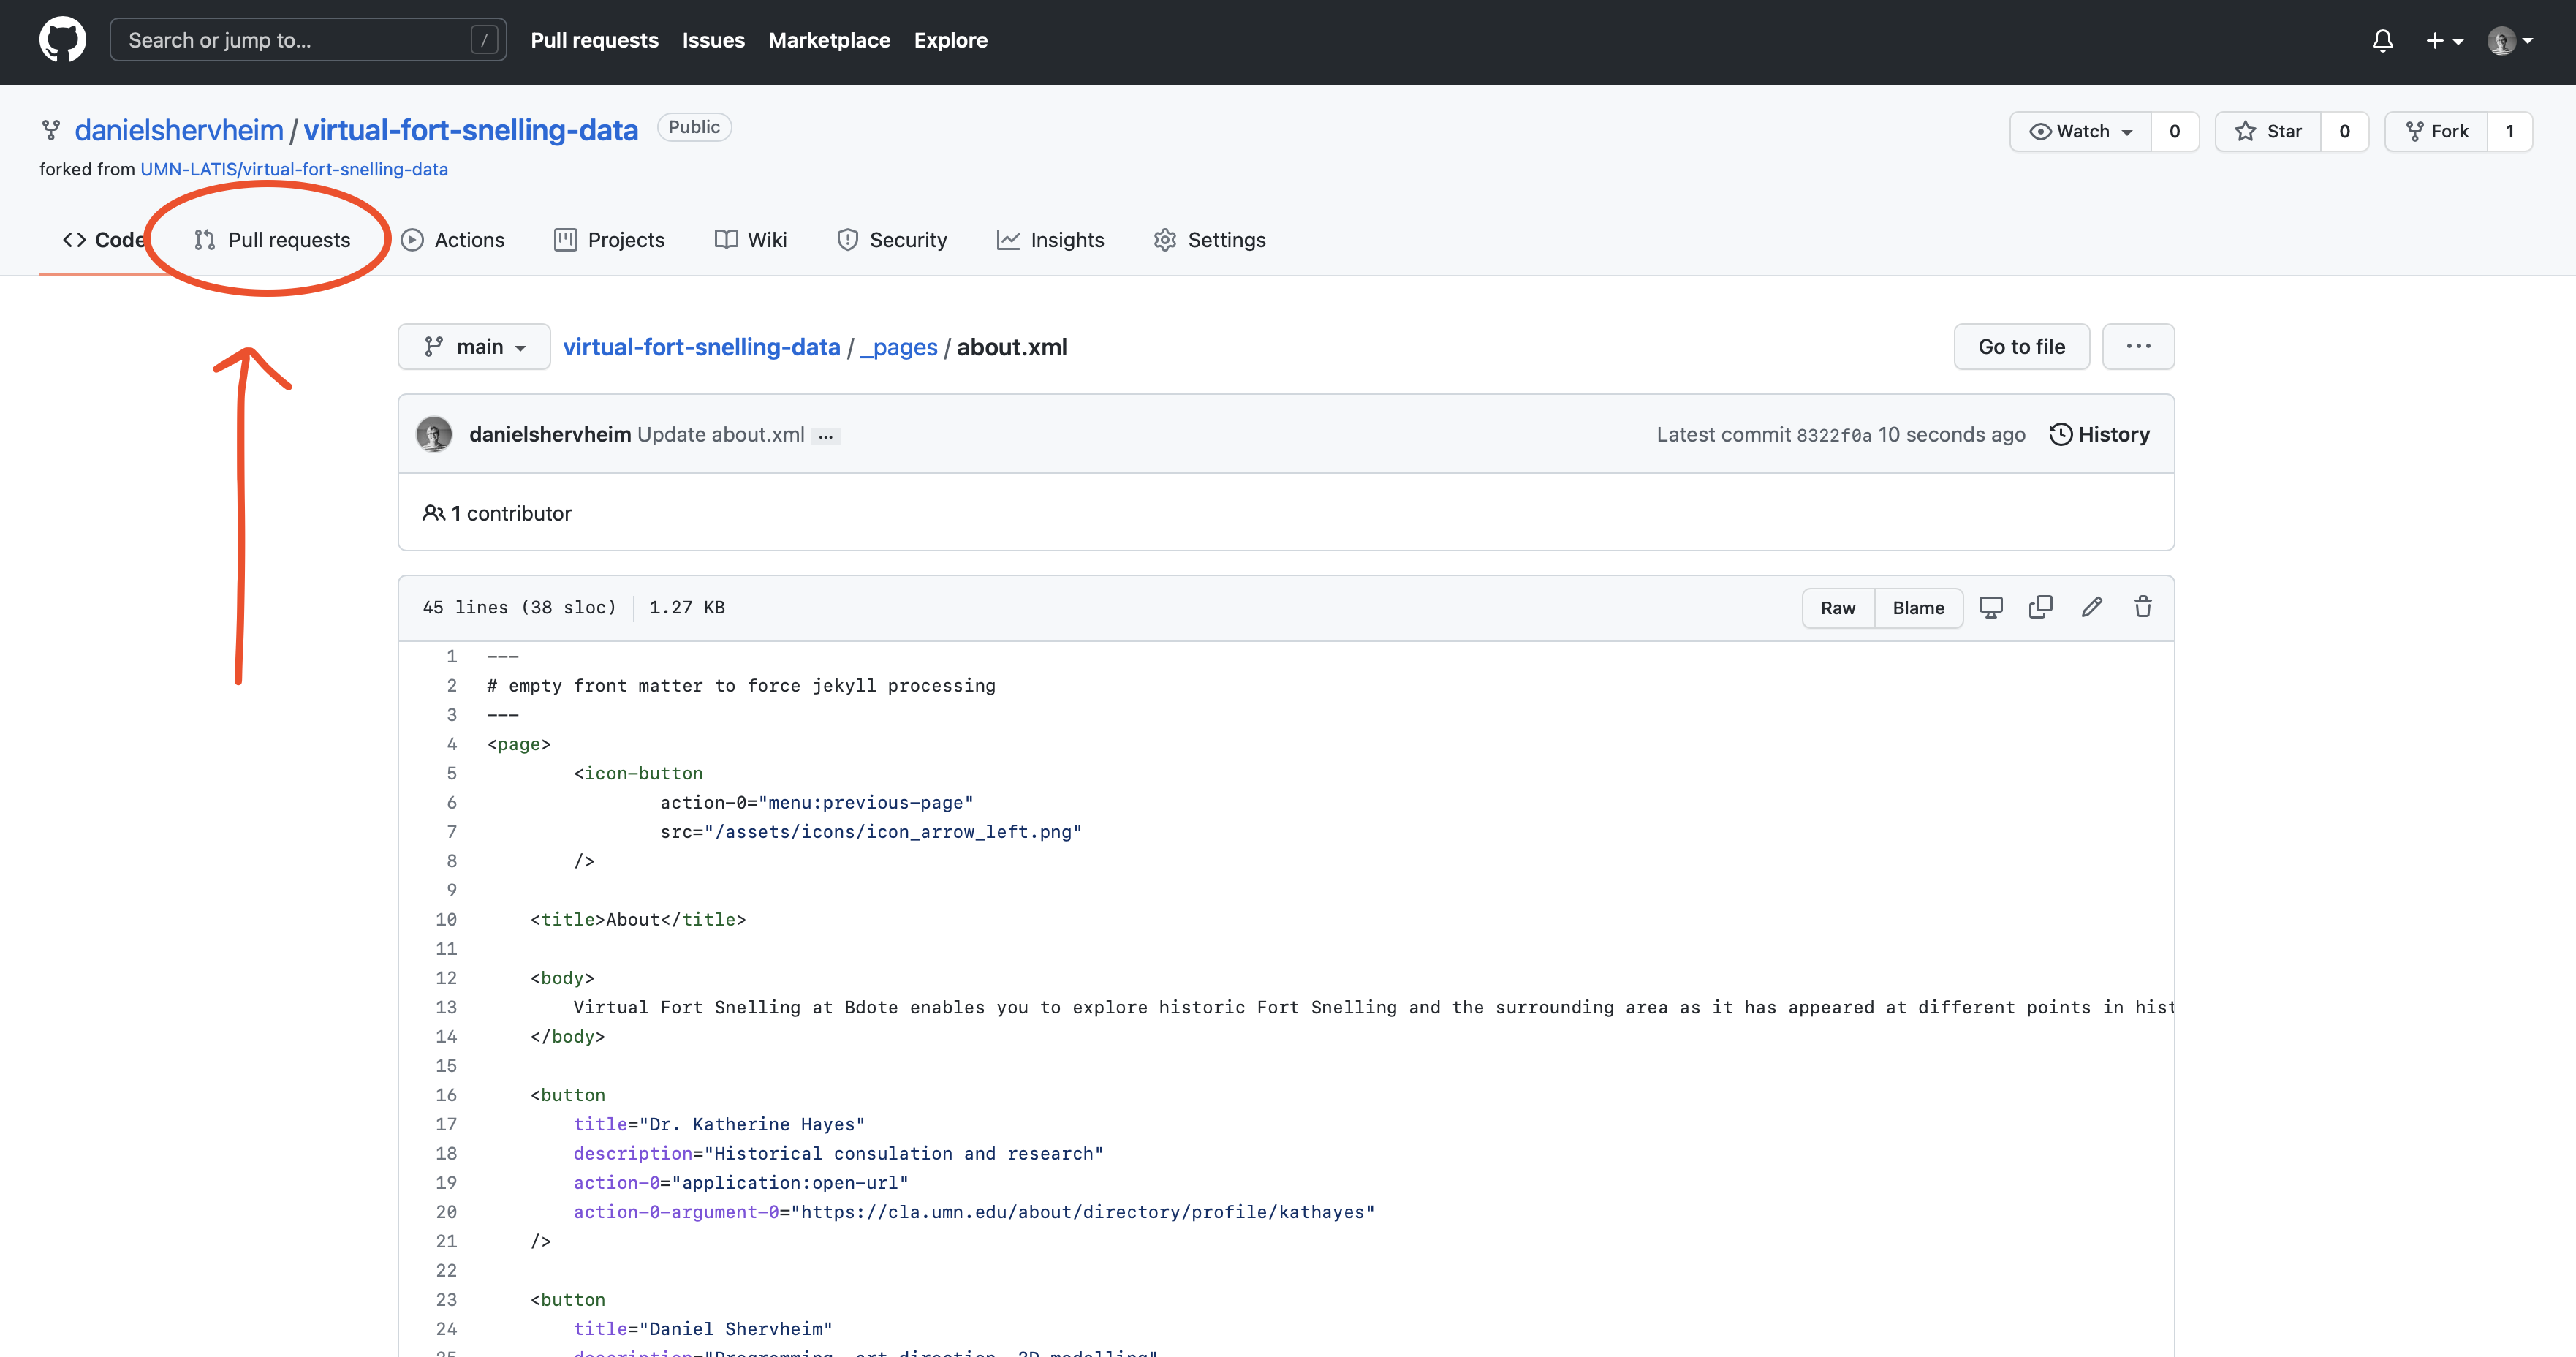 Search or jump to... / Pull requests Issues Marketplace Explore
danielshervheim / virtual-fort-snelling-data Public Watch 0 Star 0 Fork 1
forked from UMN-LATIS/virtual-fort-snelling-data
<> Code Pull requests Actions Projects Wiki Security Insights Settings
main virtual-fort-snelling-data / _pages / about.xml Go to file ...
danielshervheim Update about.xml ... Latest commit 8322f0a 10 seconds ago History
1 contributor
45 lines (38 sloc) 1.27 KB Raw Blame
1 ---
2 # empty front matter to force jekyll processing
3 ---
4 <page>
5 <icon-button
6 action-0="menu:previous-page"
7 src="/assets/icons/icon_arrow_left.png"
8 />
9
10 <title>About</title>
11
12 <body>
13 Virtual Fort Snelling at Bdote enables you to explore historic Fort Snelling and the surrounding area as it has appeared at different points in hist
14 </body>
15
16 <button
17 title="Dr. Katherine Hayes"
18 description="Historical consulation and research"
19 action-0="application:open-url"
20 action-0-argument-0="https://cla.umn.edu/about/directory/profile/kathayes"
21 />
22
23 <button
24 title="Daniel Shervheim"
25 description="Programming, art direction, 3D modelling"